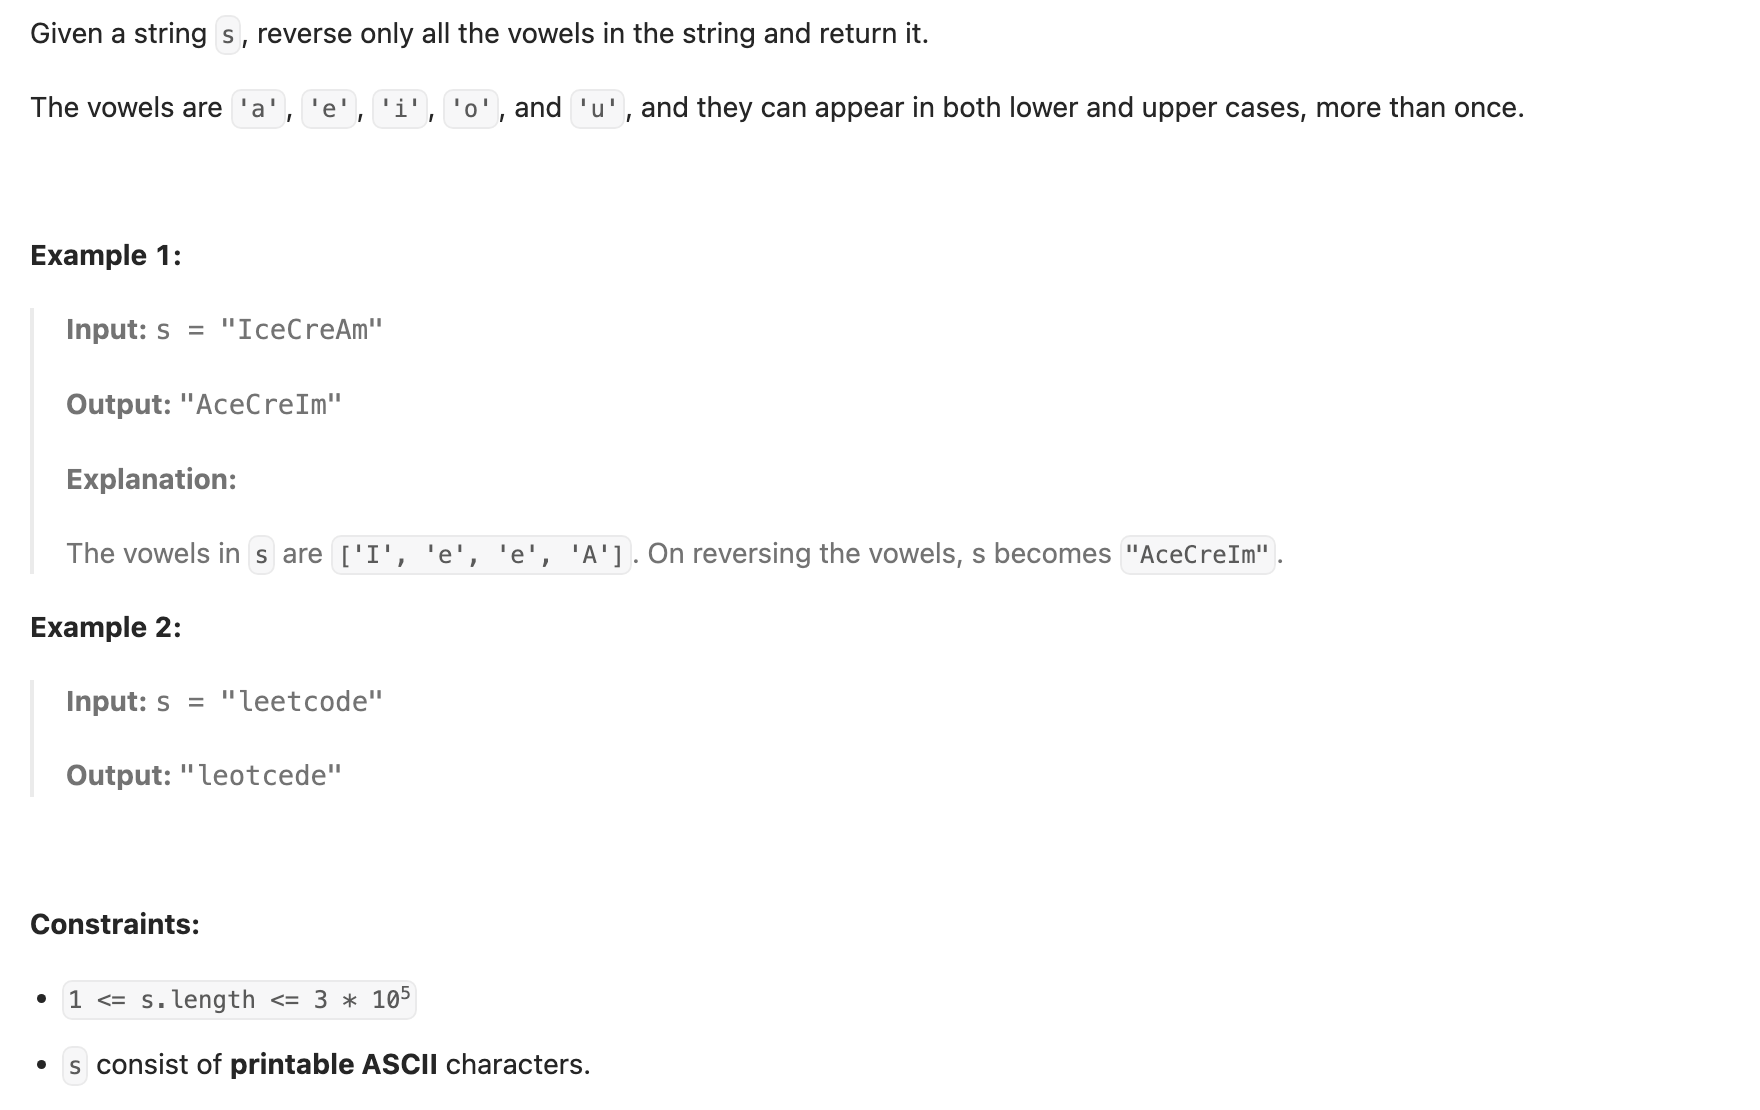 Given a string s, reverse only all the vowels in the string and return it.
The vowels are 'a', 'e', 'i', 'o', and 'u', and they can appear in both lower and upper cases, more than once.
Example 1:
Input: s = "IceCreAm"
Output: "AceCreIm"
Explanation:
The vowels in s are ['I', 'e', 'e', 'A']. On reversing the vowels, s becomes "AceCreIm".
Example 2:
Input: s = "leetcode"
Output: "leotcede"
Constraints:
• 1 <= s.length <= 3 * 10⁵
• s consist of printable ASCII characters.